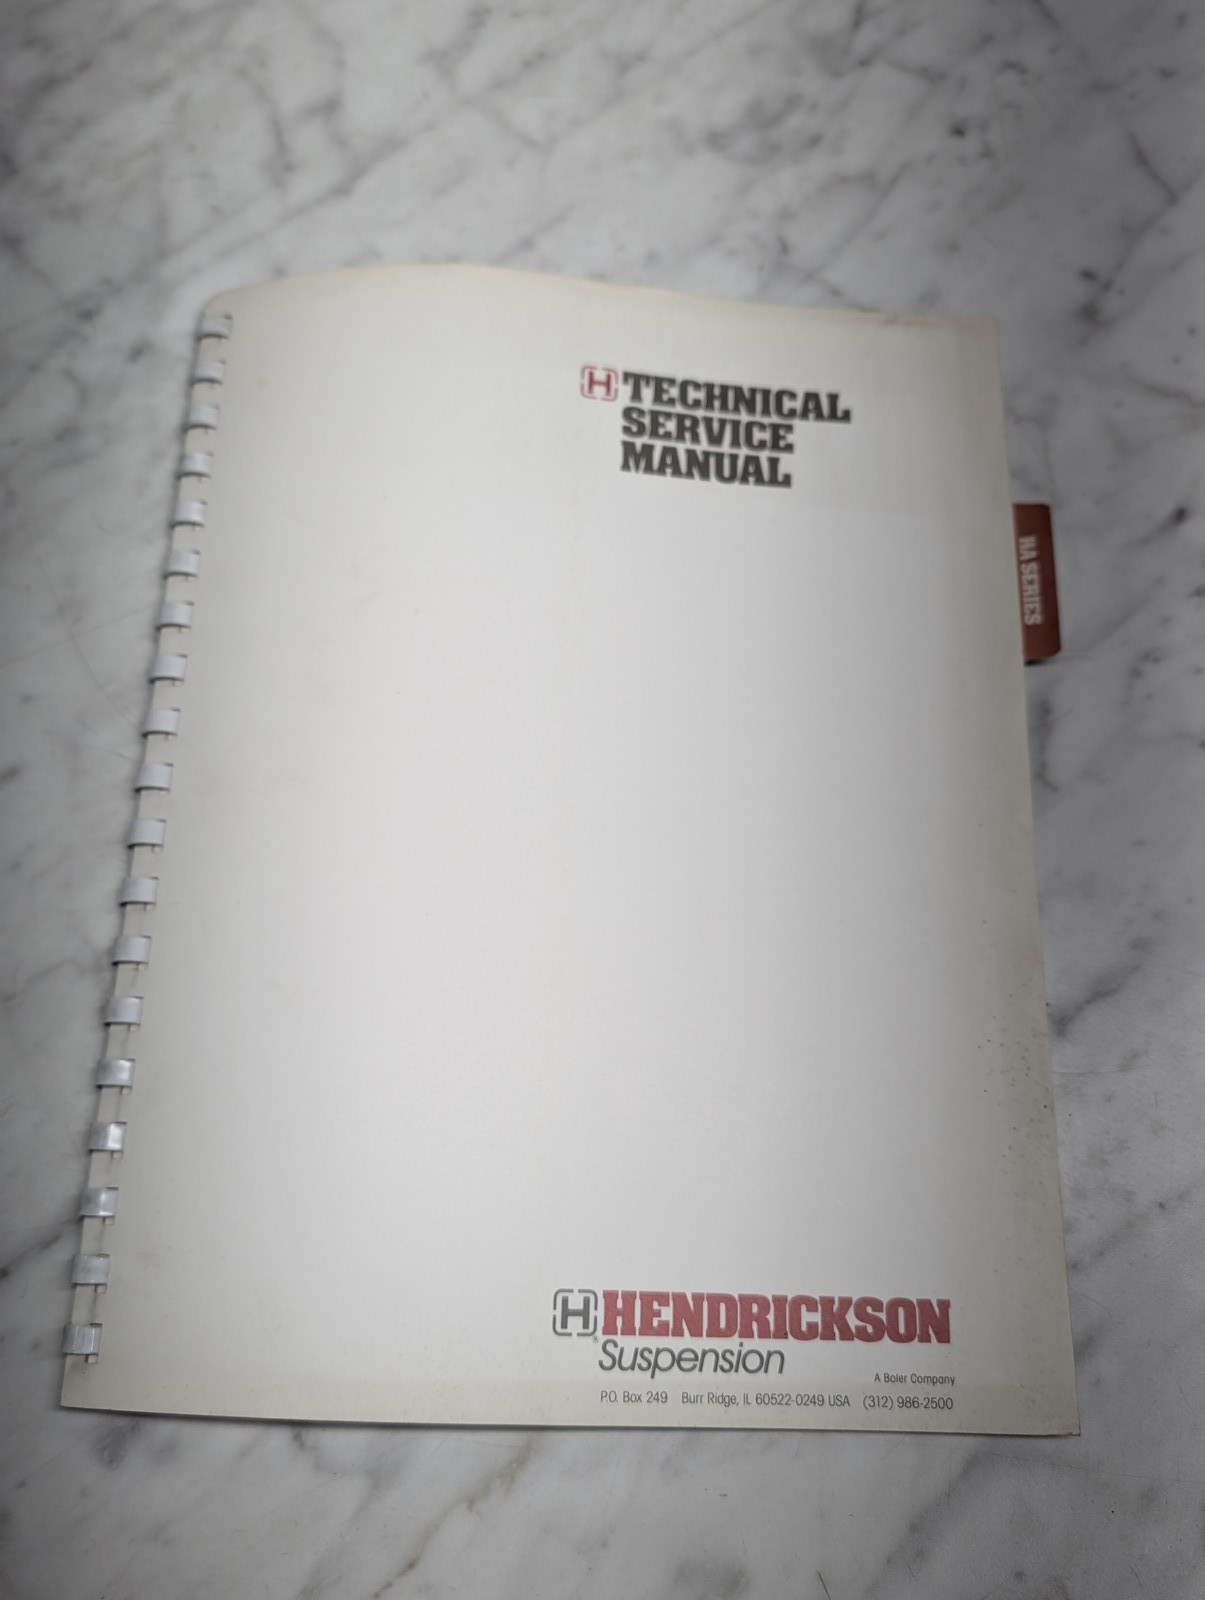 H TECHNICAL
SERVICE
MANUAL
HA SERIES
H HENDRICKSON
® Suspension
A Boler Company
P.O. Box 249 Burr Ridge, IL 60522-0249 USA (312) 986-2500